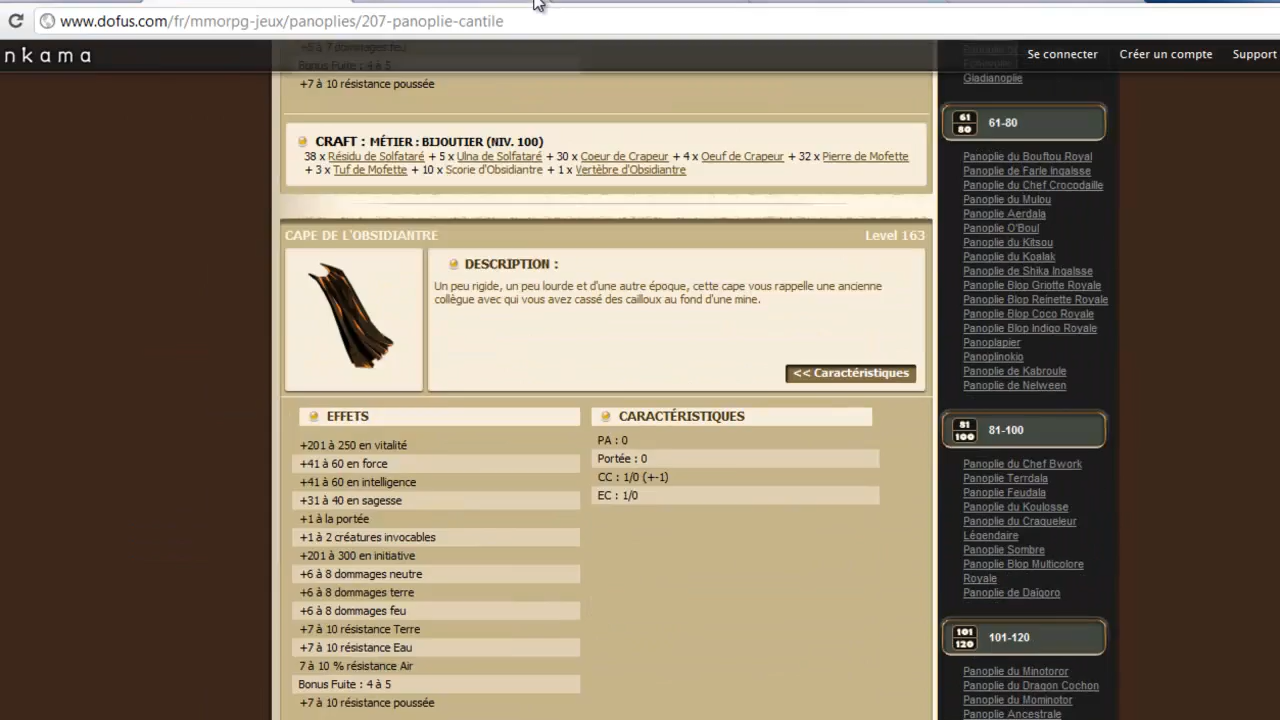 www.dofus.com/fr/mmorpg-jeux/panoplies/207-panoplie-cantile
nkama
Se connecter
Créer un compte
Support
+5 à 7 dommages feu
Bonus Fuite : 4 à 5
+7 à 10 résistance poussée
CRAFT : MÉTIER : BIJOUTIER (NIV. 100)
38 x Résidu de Solfataré + 5 x Ulna de Solfataré + 30 x Coeur de Crapeur + 4 x Oeuf de Crapeur + 32 x Pierre de Mofette
+ 3 x Tuf de Mofette + 10 x Scorie d'Obsidiantre + 1 x Vertèbre d'Obsidiantre
CAPE DE L'OBSIDIANTRE
Level 163
DESCRIPTION :
Un peu rigide, un peu lourde et d'une autre époque, cette cape vous rappelle une ancienne
collègue avec qui vous avez cassé des cailloux au fond d'une mine.
<< Caractéristiques
EFFETS
+201 à 250 en vitalité
+41 à 60 en force
+41 à 60 en intelligence
+31 à 40 en sagesse
+1 à la portée
+1 à 2 créatures invocables
+201 à 300 en initiative
+6 à 8 dommages neutre
+6 à 8 dommages terre
+6 à 8 dommages feu
+7 à 10 résistance Terre
+7 à 10 résistance Eau
7 à 10 % résistance Air
Bonus Fuite : 4 à 5
+7 à 10 résistance poussée
CARACTÉRISTIQUES
PA : 0
Portée : 0
CC : 1/0 (+-1)
EC : 1/0
Gladianoplie
61
80
61-80
Panoplie du Bouftou Royal
Panoplie de Farle Ingalsse
Panoplie du Chef Crocodaille
Panoplie du Mulou
Panoplie Aerdala
Panoplie O'Boul
Panoplie du Kitsou
Panoplie du Koalak
Panoplie de Shika Ingalsse
Panoplie Blop Griotte Royale
Panoplie Blop Reinette Royale
Panoplie Blop Coco Royale
Panoplie Blop Indigo Royale
Panoplapier
Panoplinokio
Panoplie de Kabroule
Panoplie de Nelween
81
100
81-100
Panoplie du Chef Bwork
Panoplie Terrdala
Panoplie Feudala
Panoplie du Koulosse
Panoplie du Craqueleur
Légendaire
Panoplie Sombre
Panoplie Blop Multicolore
Royale
Panoplie de Daïgoro
101
120
101-120
Panoplie du Minotoror
Panoplie du Dragon Cochon
Panoplie du Mominotor
Panoplie Ancestrale